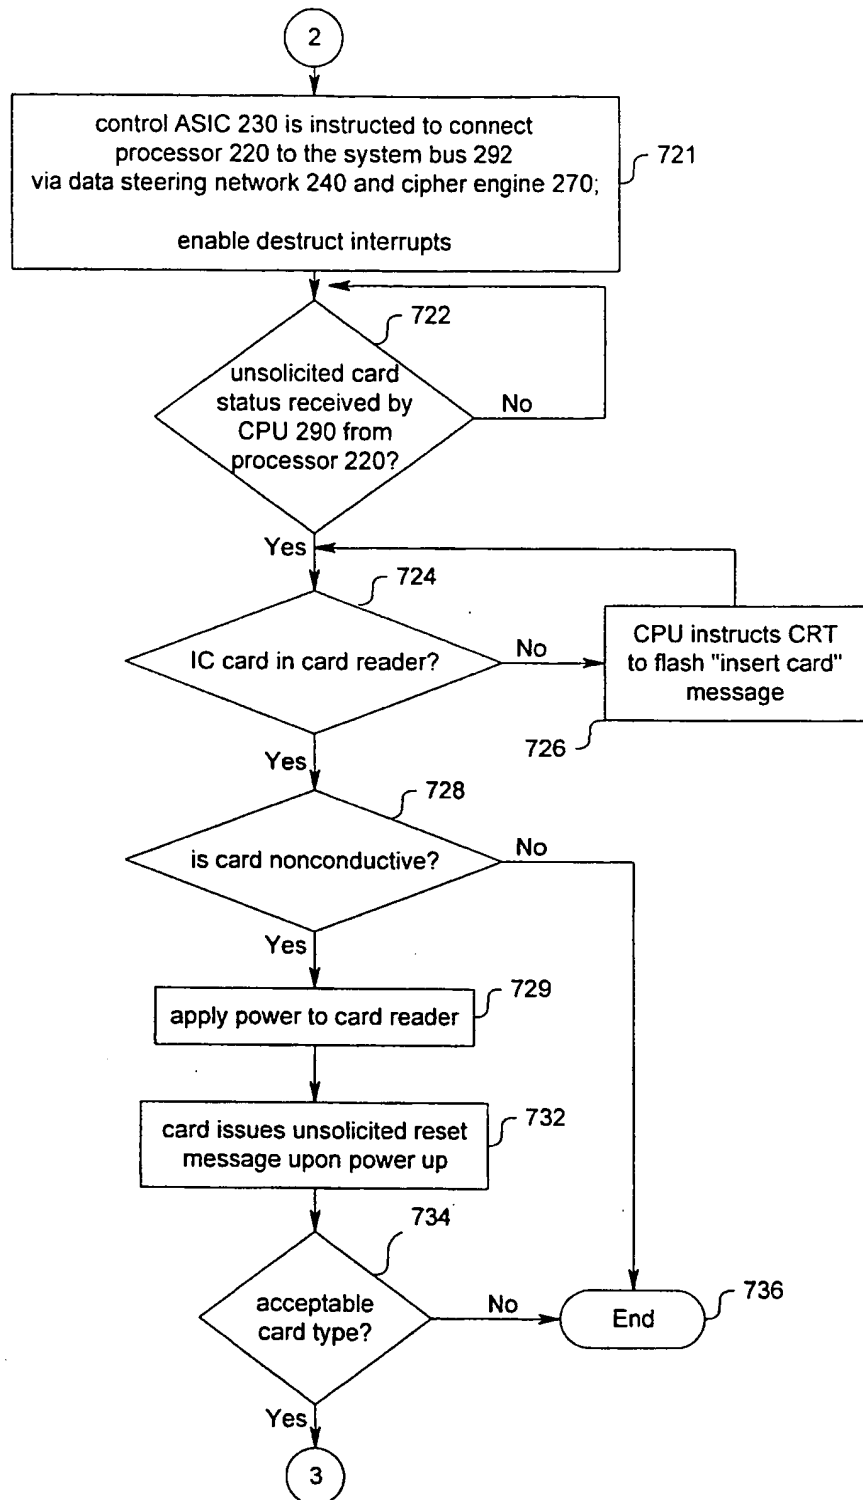 2
control ASIC 230 is instructed to connect
processor 220 to the system bus 292
via data steering network 240 and cipher engine 270;
enable destruct interrupts
721
722
unsolicited card
status received by
CPU 290 from
processor 220?
No
Yes
724
IC card in card reader?
No
CPU instructs CRT
to flash "insert card"
message
726
Yes
728
is card nonconductive?
No
Yes
729
apply power to card reader
732
card issues unsolicited reset
message upon power up
734
acceptable
card type?
No
End
736
Yes
3